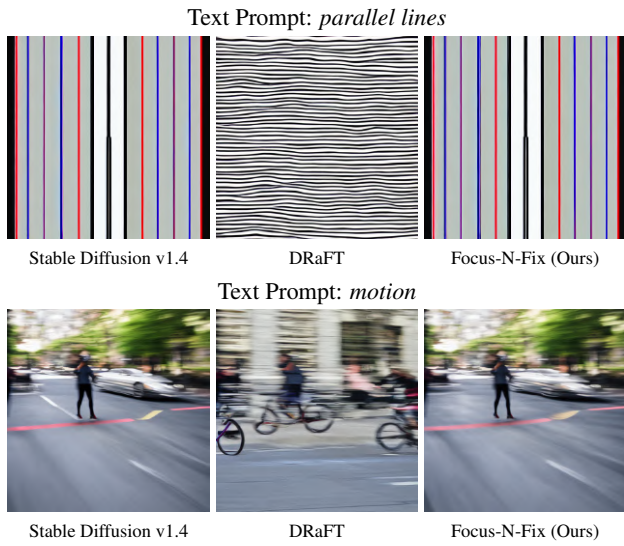 Text Prompt: parallel lines
Stable Diffusion v1.4 DRaFT Focus-N-Fix (Ours)
Text Prompt: motion
Stable Diffusion v1.4 DRaFT Focus-N-Fix (Ours)